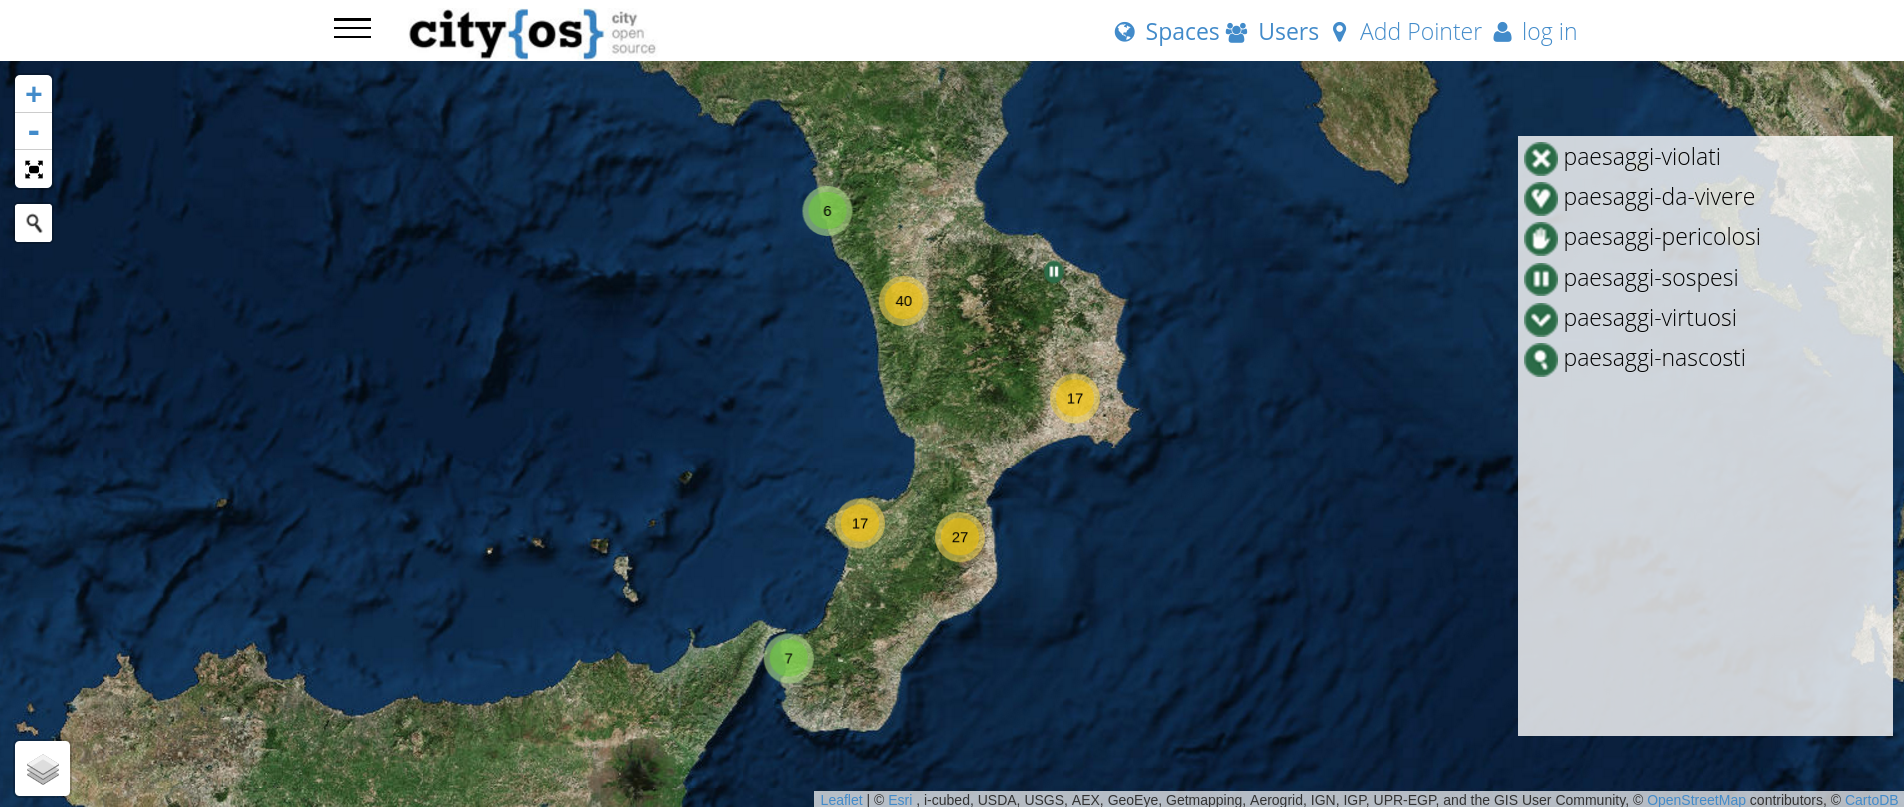 city{os} city open source
Spaces Users Add Pointer log in
+
-
paesaggi-violati
paesaggi-da-vivere
paesaggi-pericolosi
paesaggi-sospesi
paesaggi-virtuosi
paesaggi-nascosti
6
40
17
17
27
7
Leaflet | © Esri , i-cubed, USDA, USGS, AEX, GeoEye, Getmapping, Aerogrid, IGN, IGP, UPR-EGP, and the GIS User Community, © OpenStreetMap contributors, © CartoDB